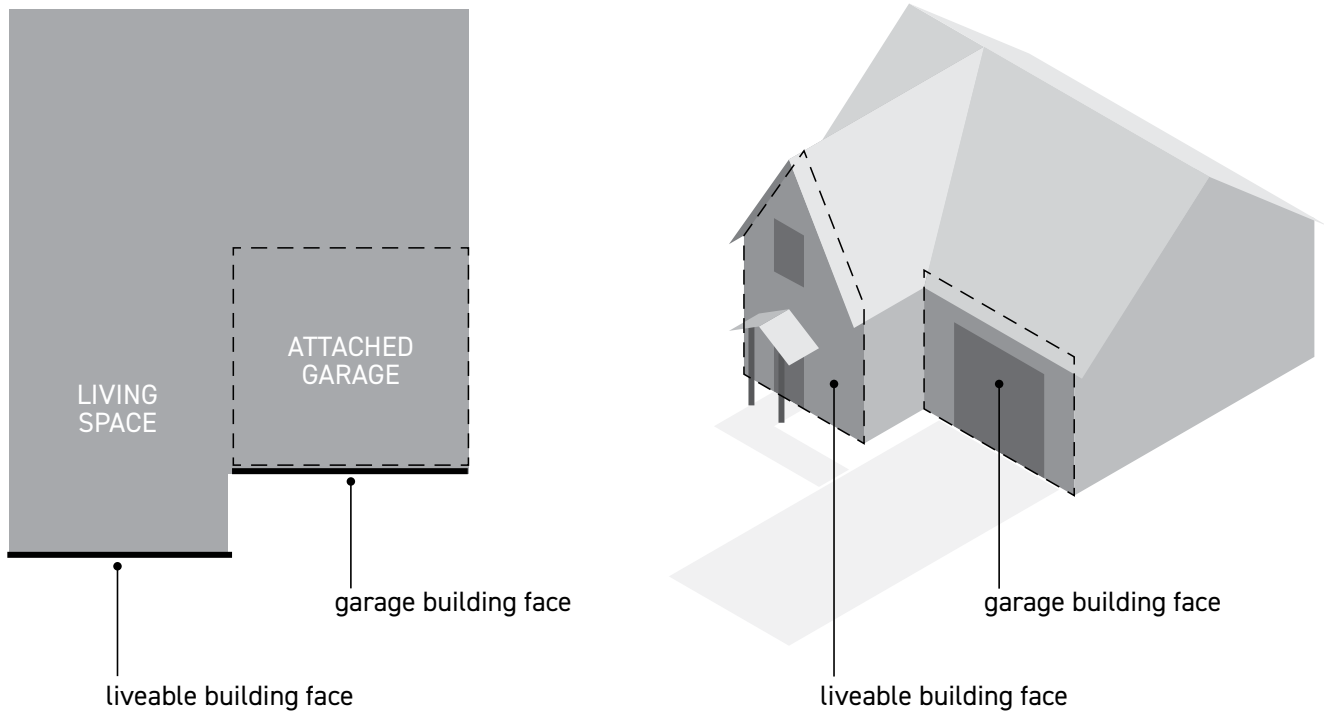 ATTACHED
GARAGE
LIVING
SPACE
garage building face
liveable building face
garage building face
liveable building face